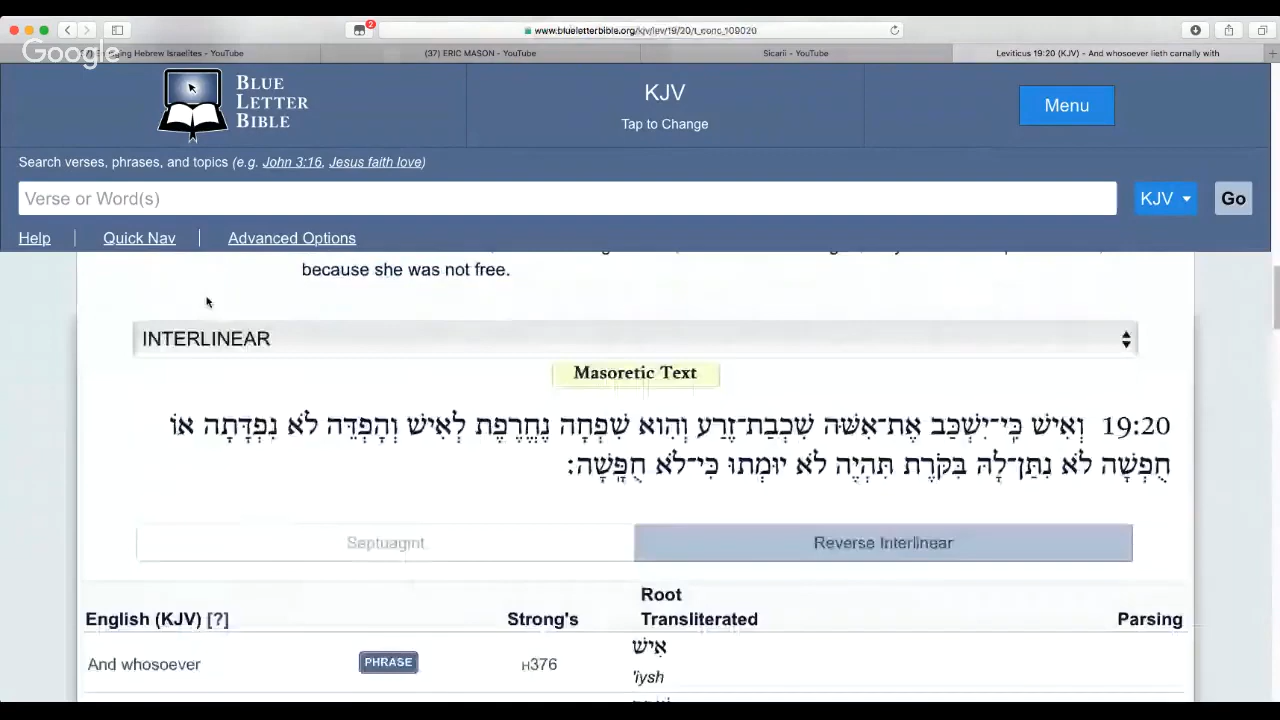 www.blueletterbible.org/kjv/lev/19/20/t_conc_109020
Hebrew Israelites - YouTube
(37) ERIC MASON - YouTube
Sicarii - YouTube
Leviticus 19:20 (KJV) - And whosoever lieth carnally with
Google
2
BLUE
LETTER
BIBLE
KJV
Tap to Change
Menu
Search verses, phrases, and topics (e.g. John 3:16, Jesus faith love)
Verse or Word(s)
KJV
Go
Help
Quick Nav
Advanced Options
because she was not free.
INTERLINEAR
Masoretic Text
19:20 וְאִישׁ כִּֽי־יִשְׁכַּב אֶת־אִשָּׁה שִׁכְבַת־זֶרַע וְהִוא שִׁפְחָה נֶחֱרֶפֶת לְאִישׁ וְהָפְדֵּה לֹא נִפְדָּתָה אוֹ
חֻפְשָׁה לֹא נִתַּן־לָהּ בִּקֹּרֶת תִּהְיֶה לֹא יוּמְתוּ כִּי־לֹא חֻפָּֽשָׁה׃
Septuagint
Reverse Interlinear
English (KJV) [?]
Strong's
Root
Transliterated
Parsing
And whosoever
PHRASE
H376
אִישׁ
'iysh